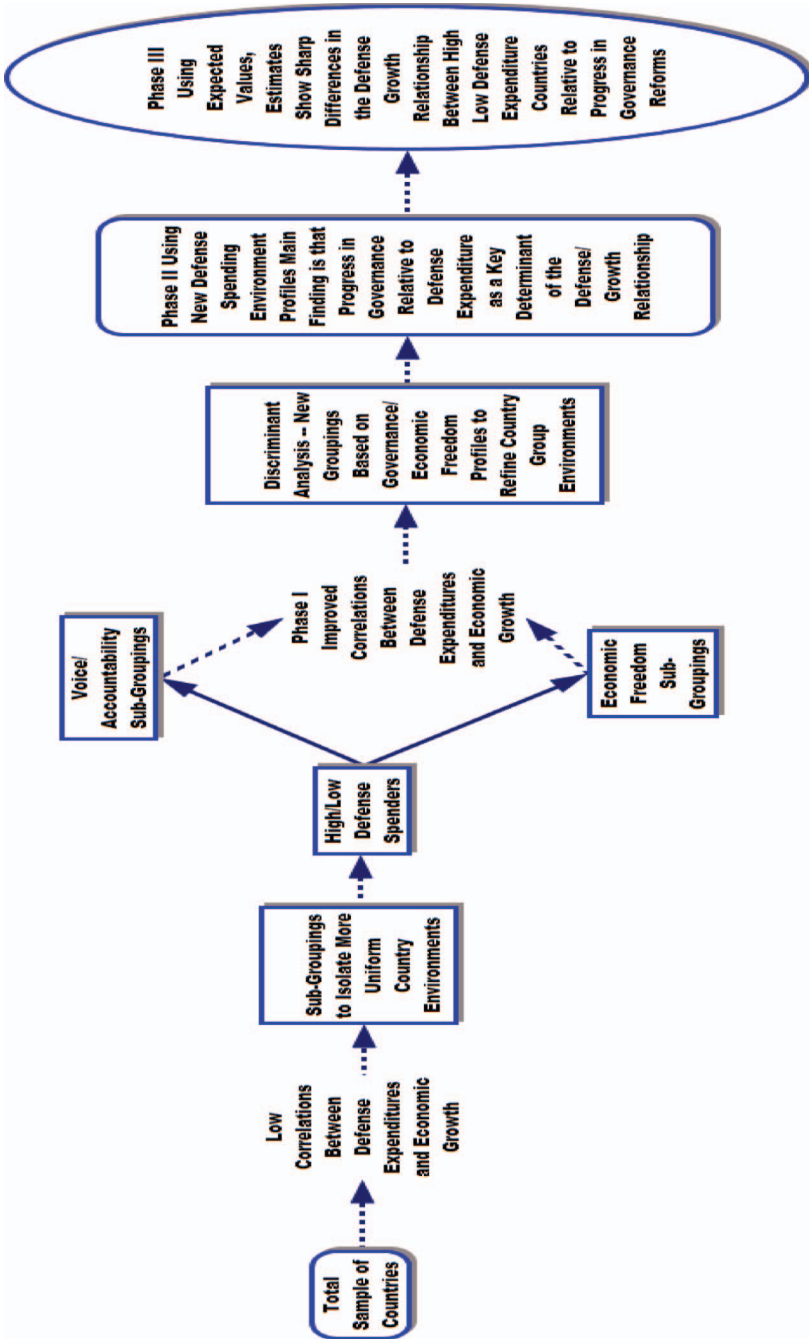 Total
Sample of
Countries
Low
Correlations
Between
Defense
Expenditures
and Economic
Growth
Sub-Groupings
to Isolate More
Uniform
Country
Environments
High/Low
Defense
Spenders
Voice/
Accountability
Sub-Groupings
Economic
Freedom
Sub-
Groupings
Phase I
Improved
Correlations
Between
Defense
Expenditures
and Economic
Growth
Discriminant
Analysis – New
Groupings
Based on
Governance/
Economic
Freedom
Profiles to
Refine Country
Group
Environments
Phase II Using
New Defense
Spending
Environment
Profiles Main
Finding is that
Progress in
Governance
Relative to
Defense
Expenditure
as a Key
Determinant
of the
Defense/
Growth
Relationship
Phase III
Using
Expected
Values,
Estimates
Show Sharp
Differences in
the Defense
Growth
Relationship
Between High
Low Defense
Expenditure
Countries
Relative to
Progress in
Governance
Reforms